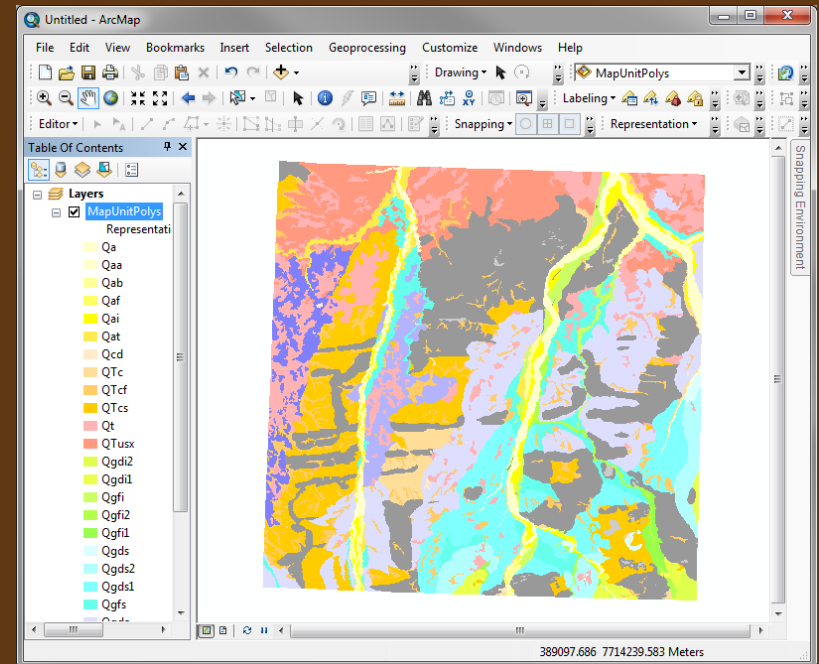 Untitled - ArcMap
File Edit View Bookmarks Insert Selection Geoprocessing Customize Windows Help
Drawing MapUnitPolys
Labeling
Editor Snapping Representation
Table Of Contents
Layers
MapUnitPolys
Representati
Qa
Qaa
Qab
Qaf
Qai
Qat
Qcd
QTc
QTcf
QTcs
Qt
QTusx
Qgdi2
Qgdi1
Qgfi
Qgfi2
Qgfi1
Qgds
Qgds2
Qgds1
Qgfs
Snapping Environment
389097.686 7714239.583 Meters